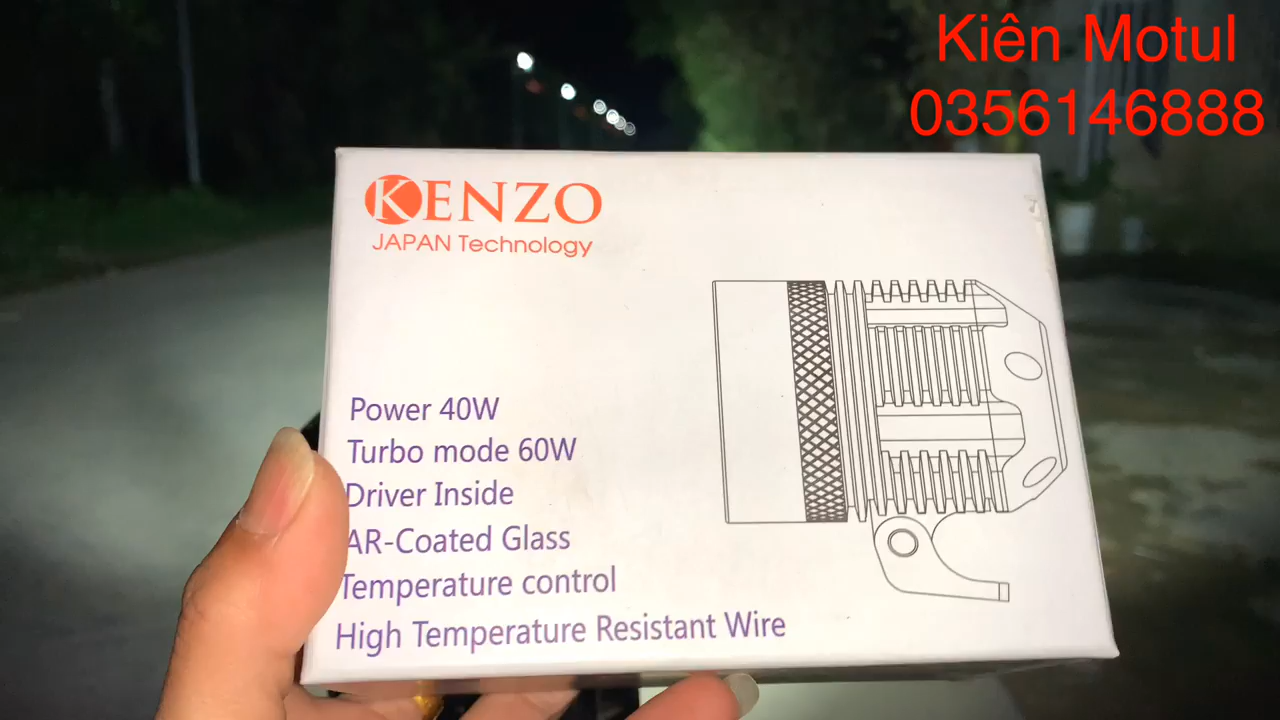 Kiên Motul
0356146888
KENZO
JAPAN Technology
Power 40W
Turbo mode 60W
Driver Inside
AR-Coated Glass
Temperature control
High Temperature Resistant Wire